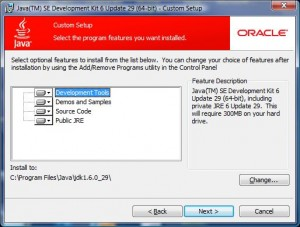 Java(TM) SE Development Kit 6 Update 29 (64-bit) - Custom Setup
Java
Custom Setup
Select the program features you want installed.
ORACLE
Select optional features to install from the list below. You can change your choice of features after
installation by using the Add/Remove Programs utility in the Control Panel
Development Tools
Demos and Samples
Source Code
Public JRE
Feature Description
Java(TM) SE Development Kit 6
Update 29 (64-bit), including
private JRE 6 Update 29. This
will require 300MB on your hard
drive.
Install to:
C:\Program Files\Java\jdk1.6.0_29\
Change...
< Back
Next >
Cancel